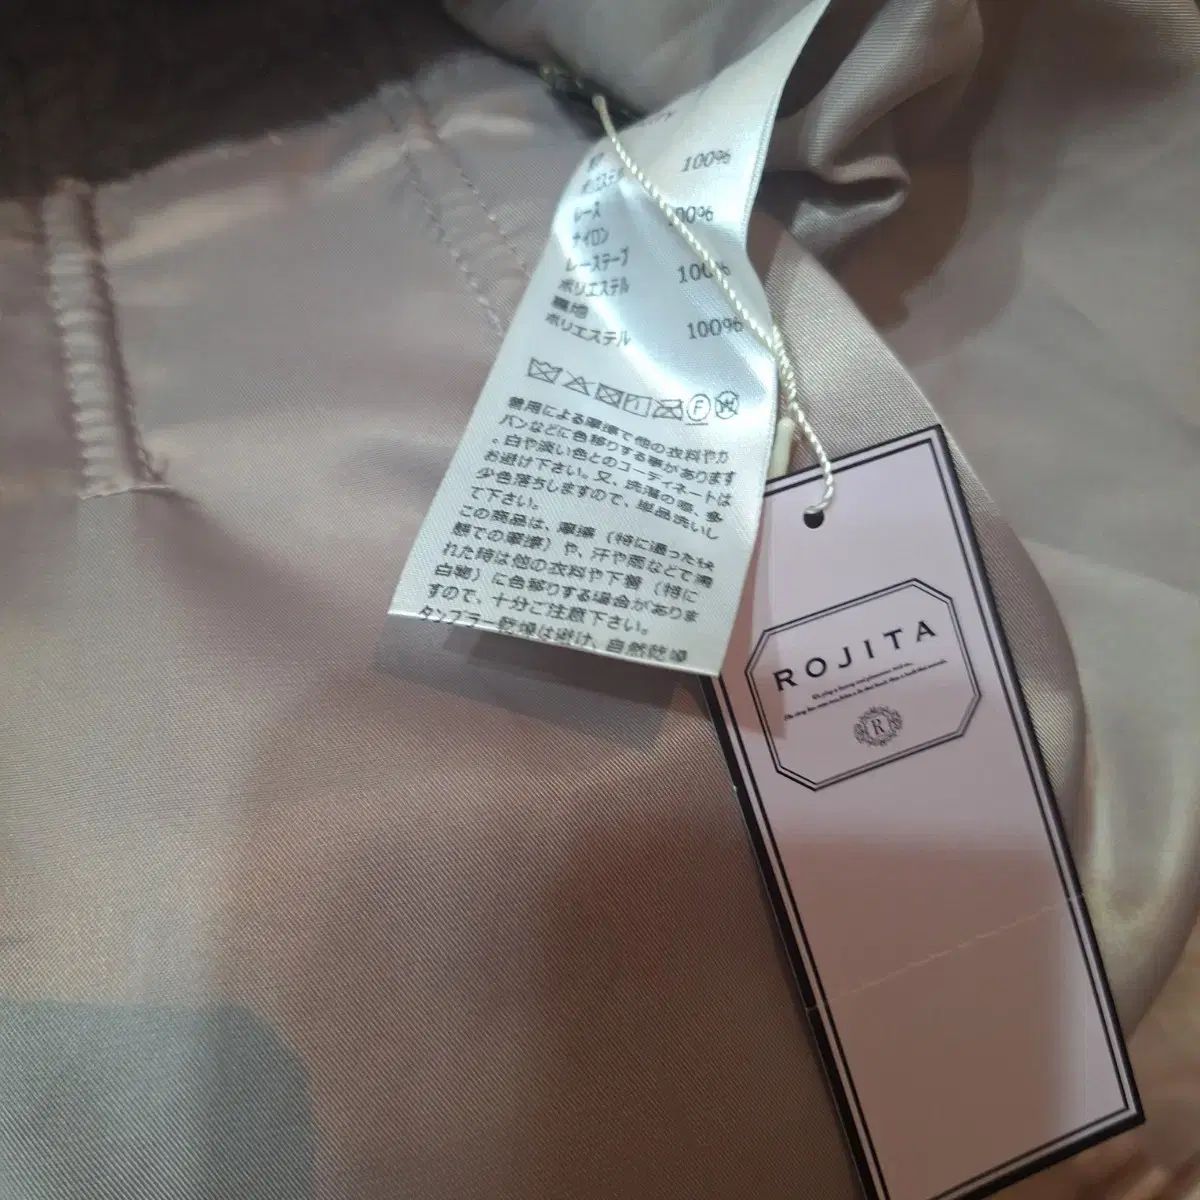 100%
レース 100%
ナイロン
レーステープ 100%
ポリエステル
裏地
ポリエステル 100%
F
W
着用による摩擦で他の衣料やカ
バンなどに色移りする事があります
。白や淡い色とのコーディネートは
お避け下さい。又、洗濯の際、多
少色落ちしますので、単品洗いし
て下さい。
この商品は、摩擦（特に湿った状
態での摩擦）や、汗や雨などで濡
れた時は他の衣料や下着（特に
白物）に色移りする場合がありま
すので、十分ご注意下さい。
タンブラー乾燥は避け、自然乾燥
ROJITA
R